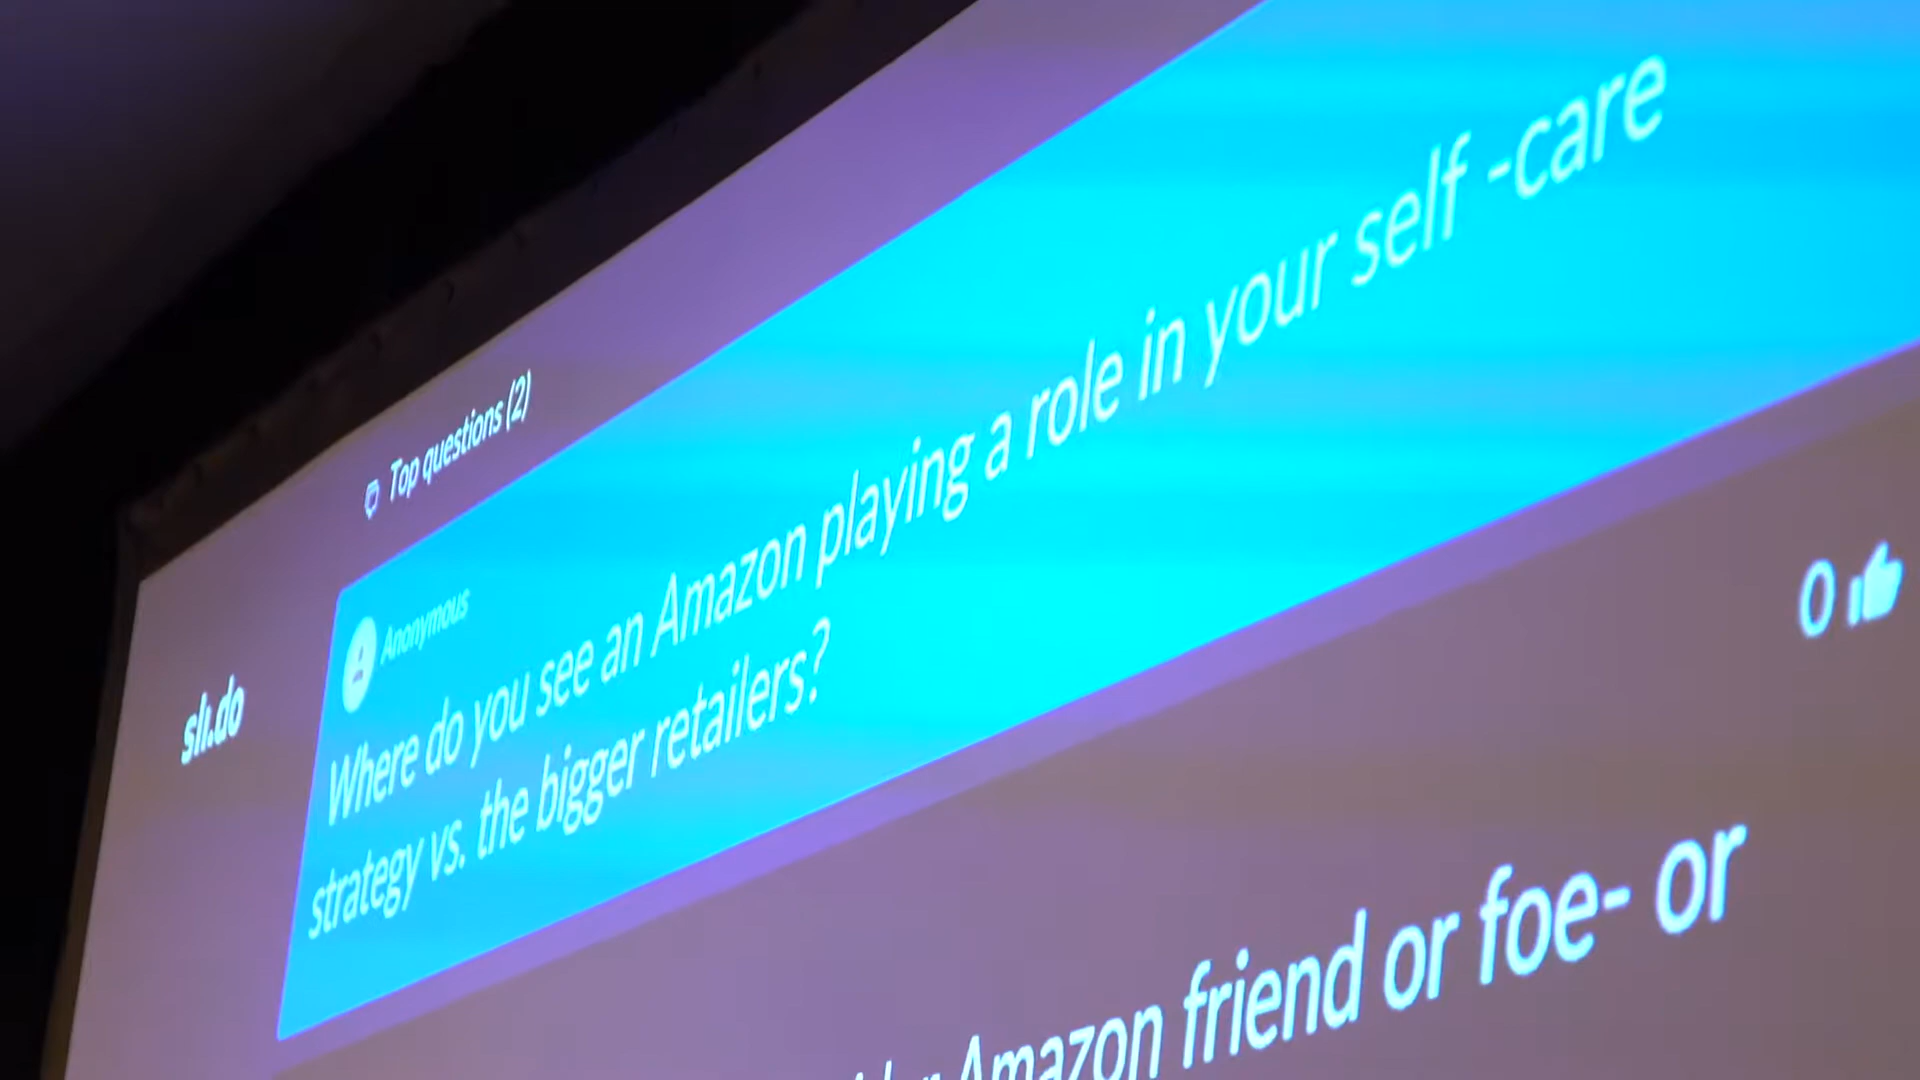 Top questions (2)
sli.do
Anonymous
Where do you see an Amazon playing a role in your self -care
strategy vs. the bigger retailers?
0
Amazon friend or foe- or